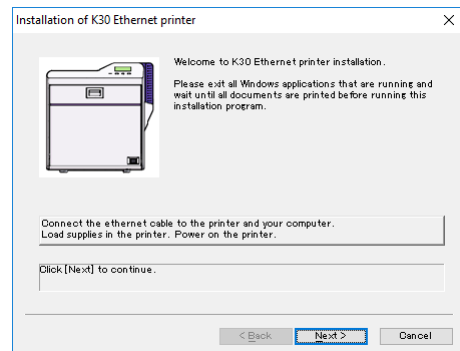 Installation of K30 Ethernet printer
Welcome to K30 Ethernet printer installation.
Please exit all Windows applications that are running and
wait until all documents are printed before running this
installation program.
Connect the ethernet cable to the printer and your computer.
Load supplies in the printer. Power on the printer.
Click [Next] to continue.
< Back
Next >
Cancel